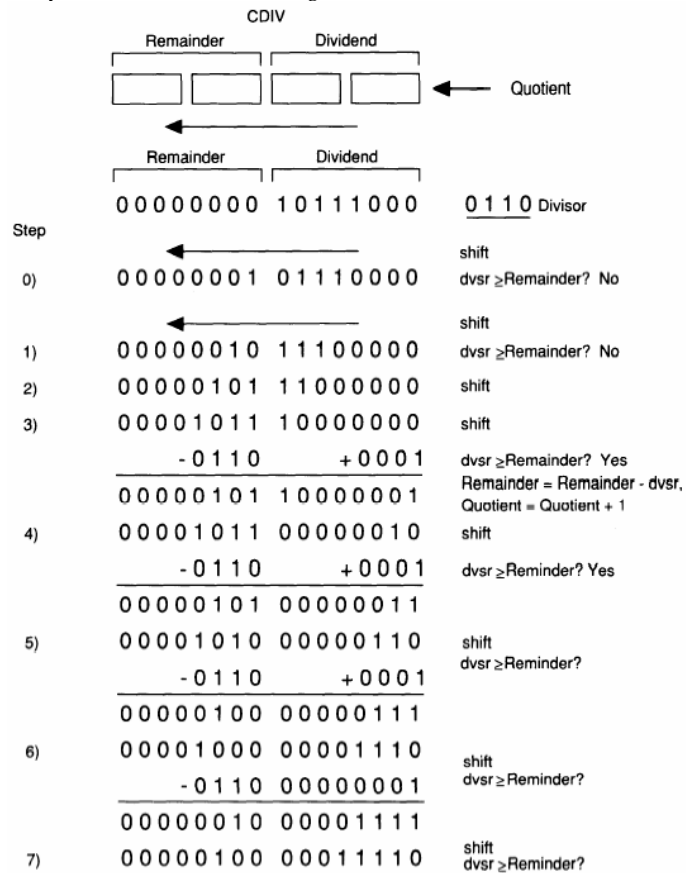 CDIV
Remainder Dividend
Quotient
Remainder Dividend
00000000 10111000 0110 Divisor
Step
shift
0) 00000001 01110000 dvsr ≥Remainder? No
shift
1) 00000010 11100000 dvsr ≥Remainder? No
2) 00000101 11000000 shift
3) 00001011 10000000 shift
-0110 +0001 dvsr ≥Remainder? Yes
Remainder = Remainder - dvsr,
00000101 10000001 Quotient = Quotient + 1
4) 00001011 00000010 shift
-0110 +0001 dvsr ≥Reminder? Yes
00000101 00000011
5) 00001010 00000110 shift
dvsr ≥Reminder?
-0110 +0001
00000100 00000111
6) 00001000 00001110
shift
-0110 00000001 dvsr ≥Reminder?
00000010 00001111
7) 00000100 00011110 shift
dvsr ≥Reminder?